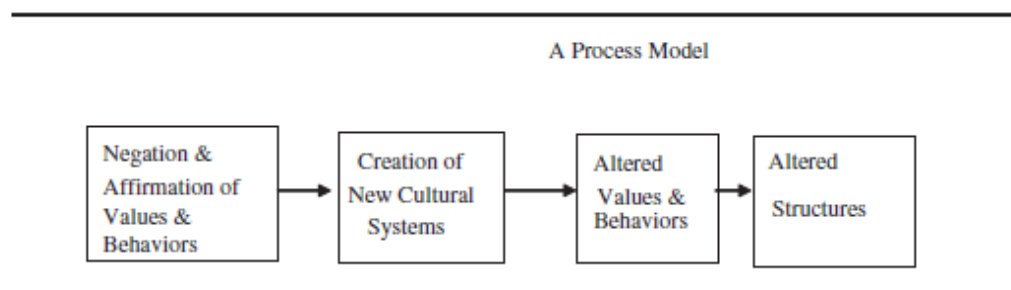 A Process Model
Negation &
Affirmation of
Values &
Behaviors
Creation of
New Cultural
Systems
Altered
Values &
Behaviors
Altered
Structures